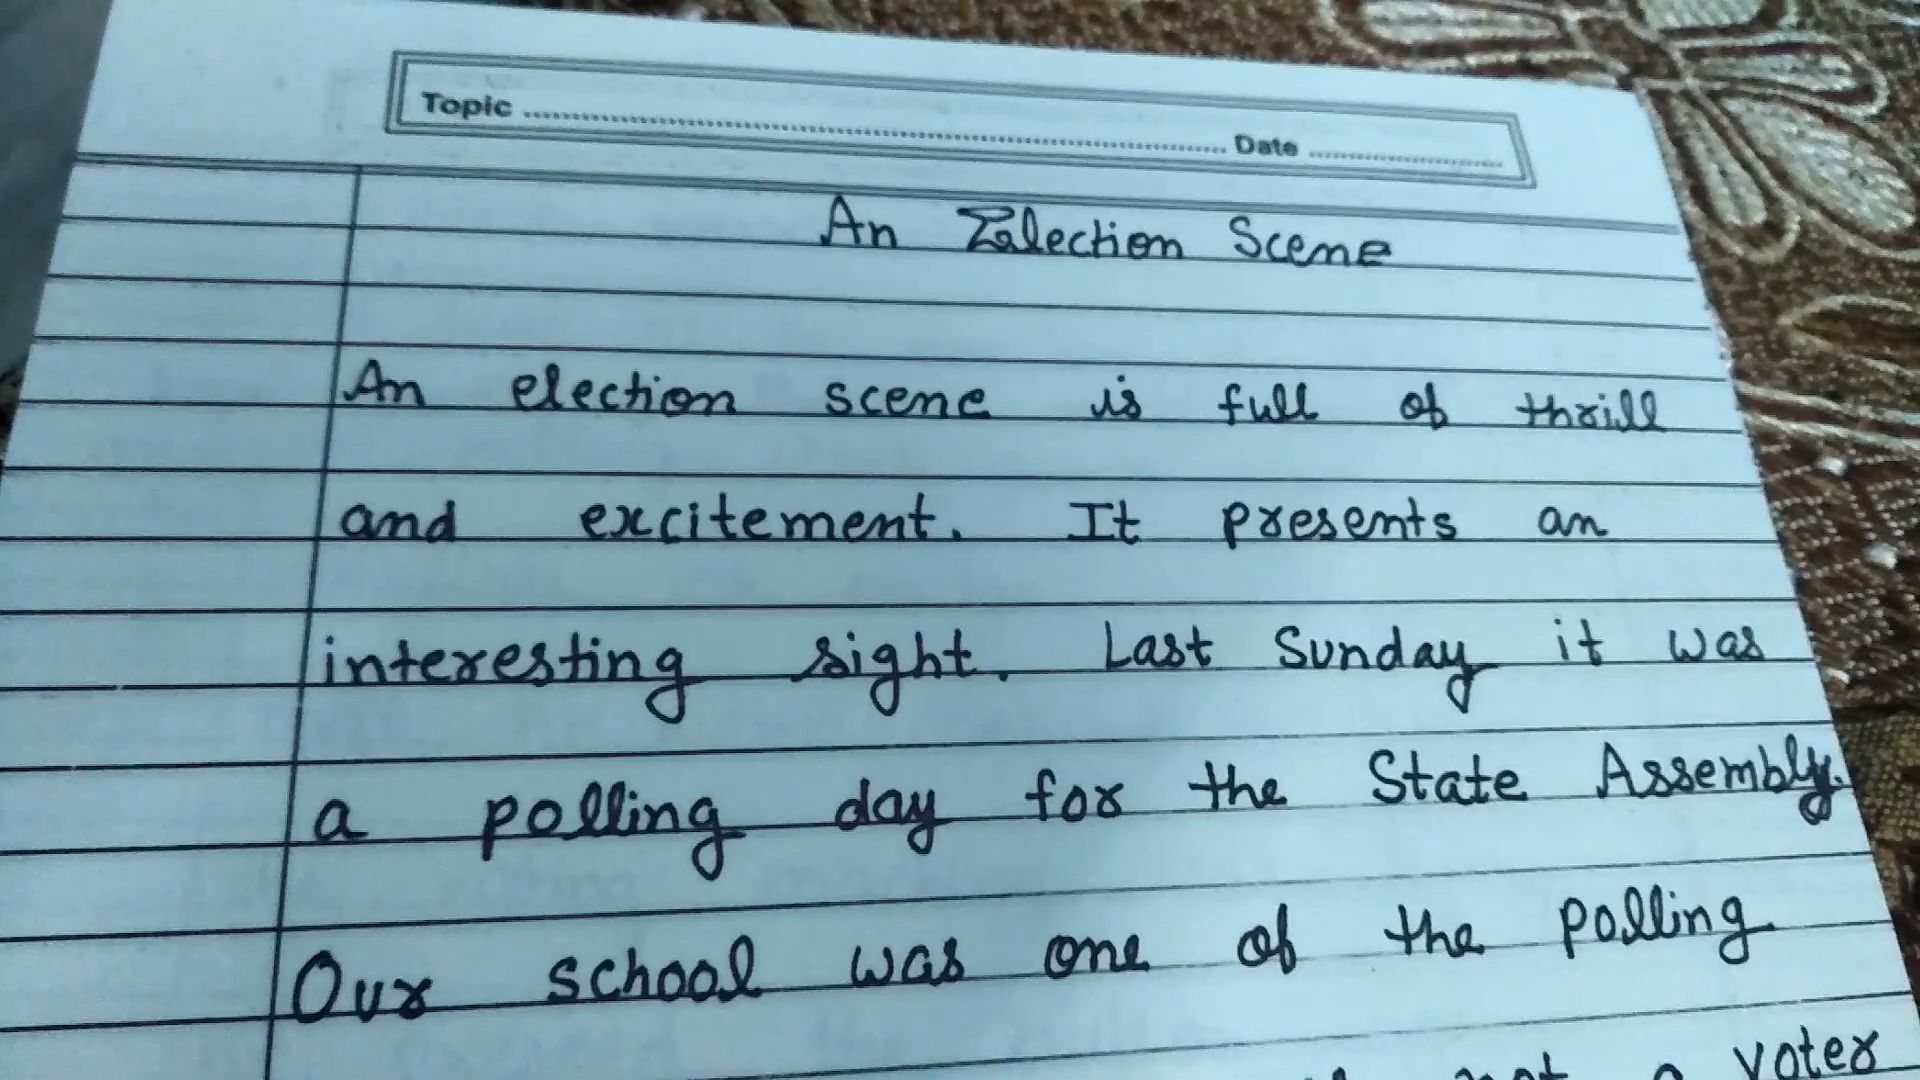 Topic ........ Date ........
An Election Scene
An election scene is full of thrill
and excitement. It presents an
interesting sight. Last Sunday it was
a polling day for the State Assembly.
Our school was one of the polling
not a voter